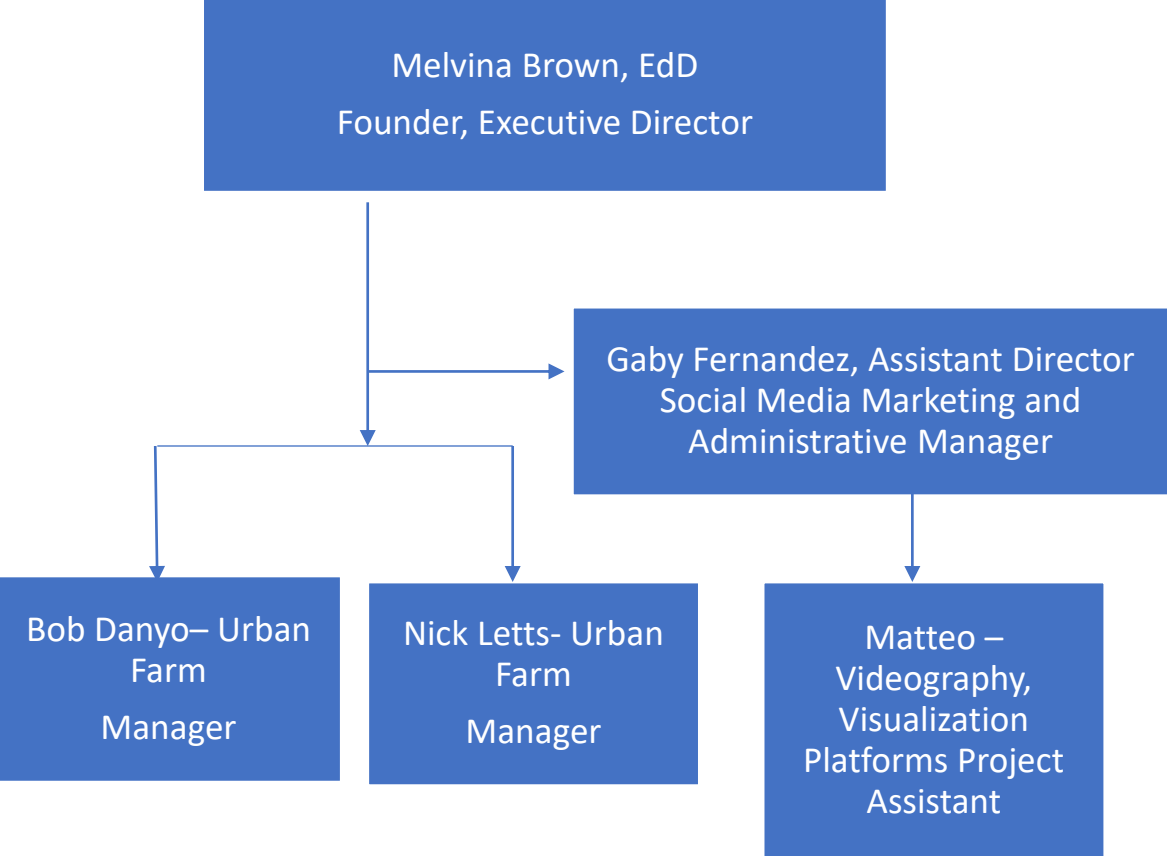 Melvina Brown, EdD
Founder, Executive Director
Gaby Fernandez, Assistant Director
Social Media Marketing and
Administrative Manager
Bob Danyo– Urban
Farm
Manager
Nick Letts- Urban
Farm
Manager
Matteo –
Videography,
Visualization
Platforms Project
Assistant